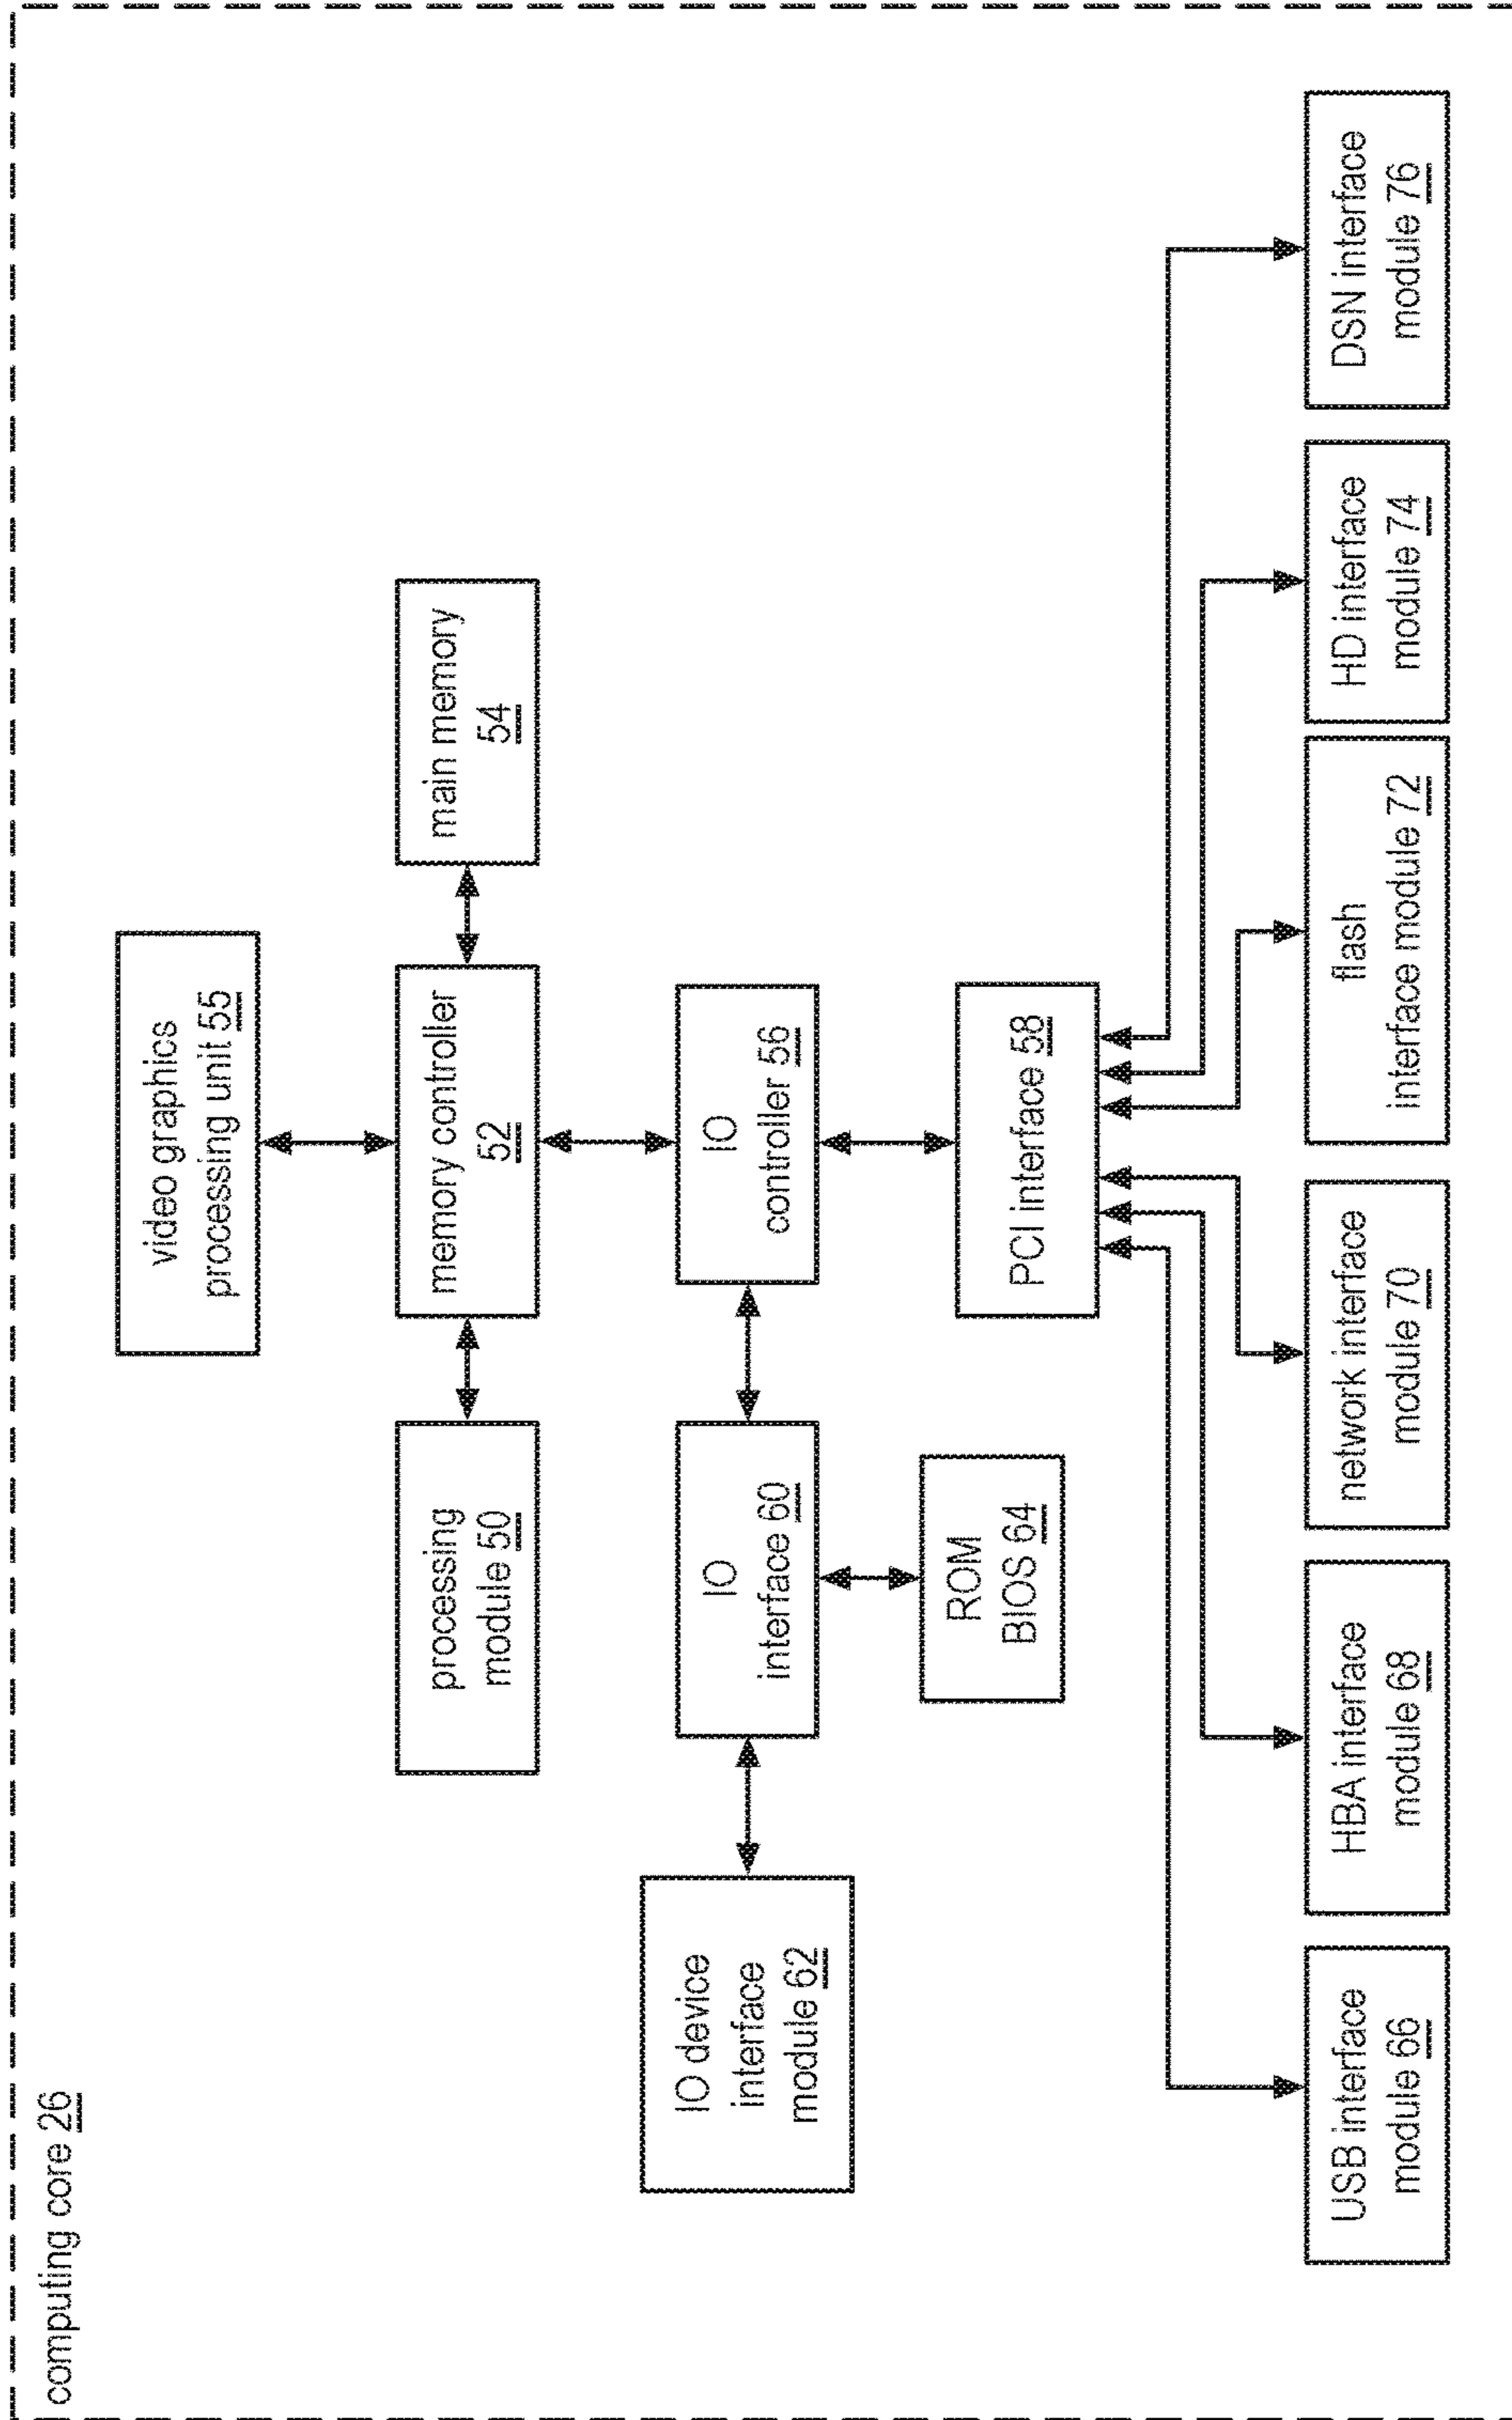 computing core 26
video graphics
processing unit 55
processing
module 50
memory controller
52
main memory
54
IO device
interface
module 62
IO
interface 60
IO
controller 56
ROM
BIOS 64
PCI interface 58
USB interface
module 66
HBA interface
module 68
network interface
module 70
flash
interface module 72
HD interface
module 74
DSN interface
module 76